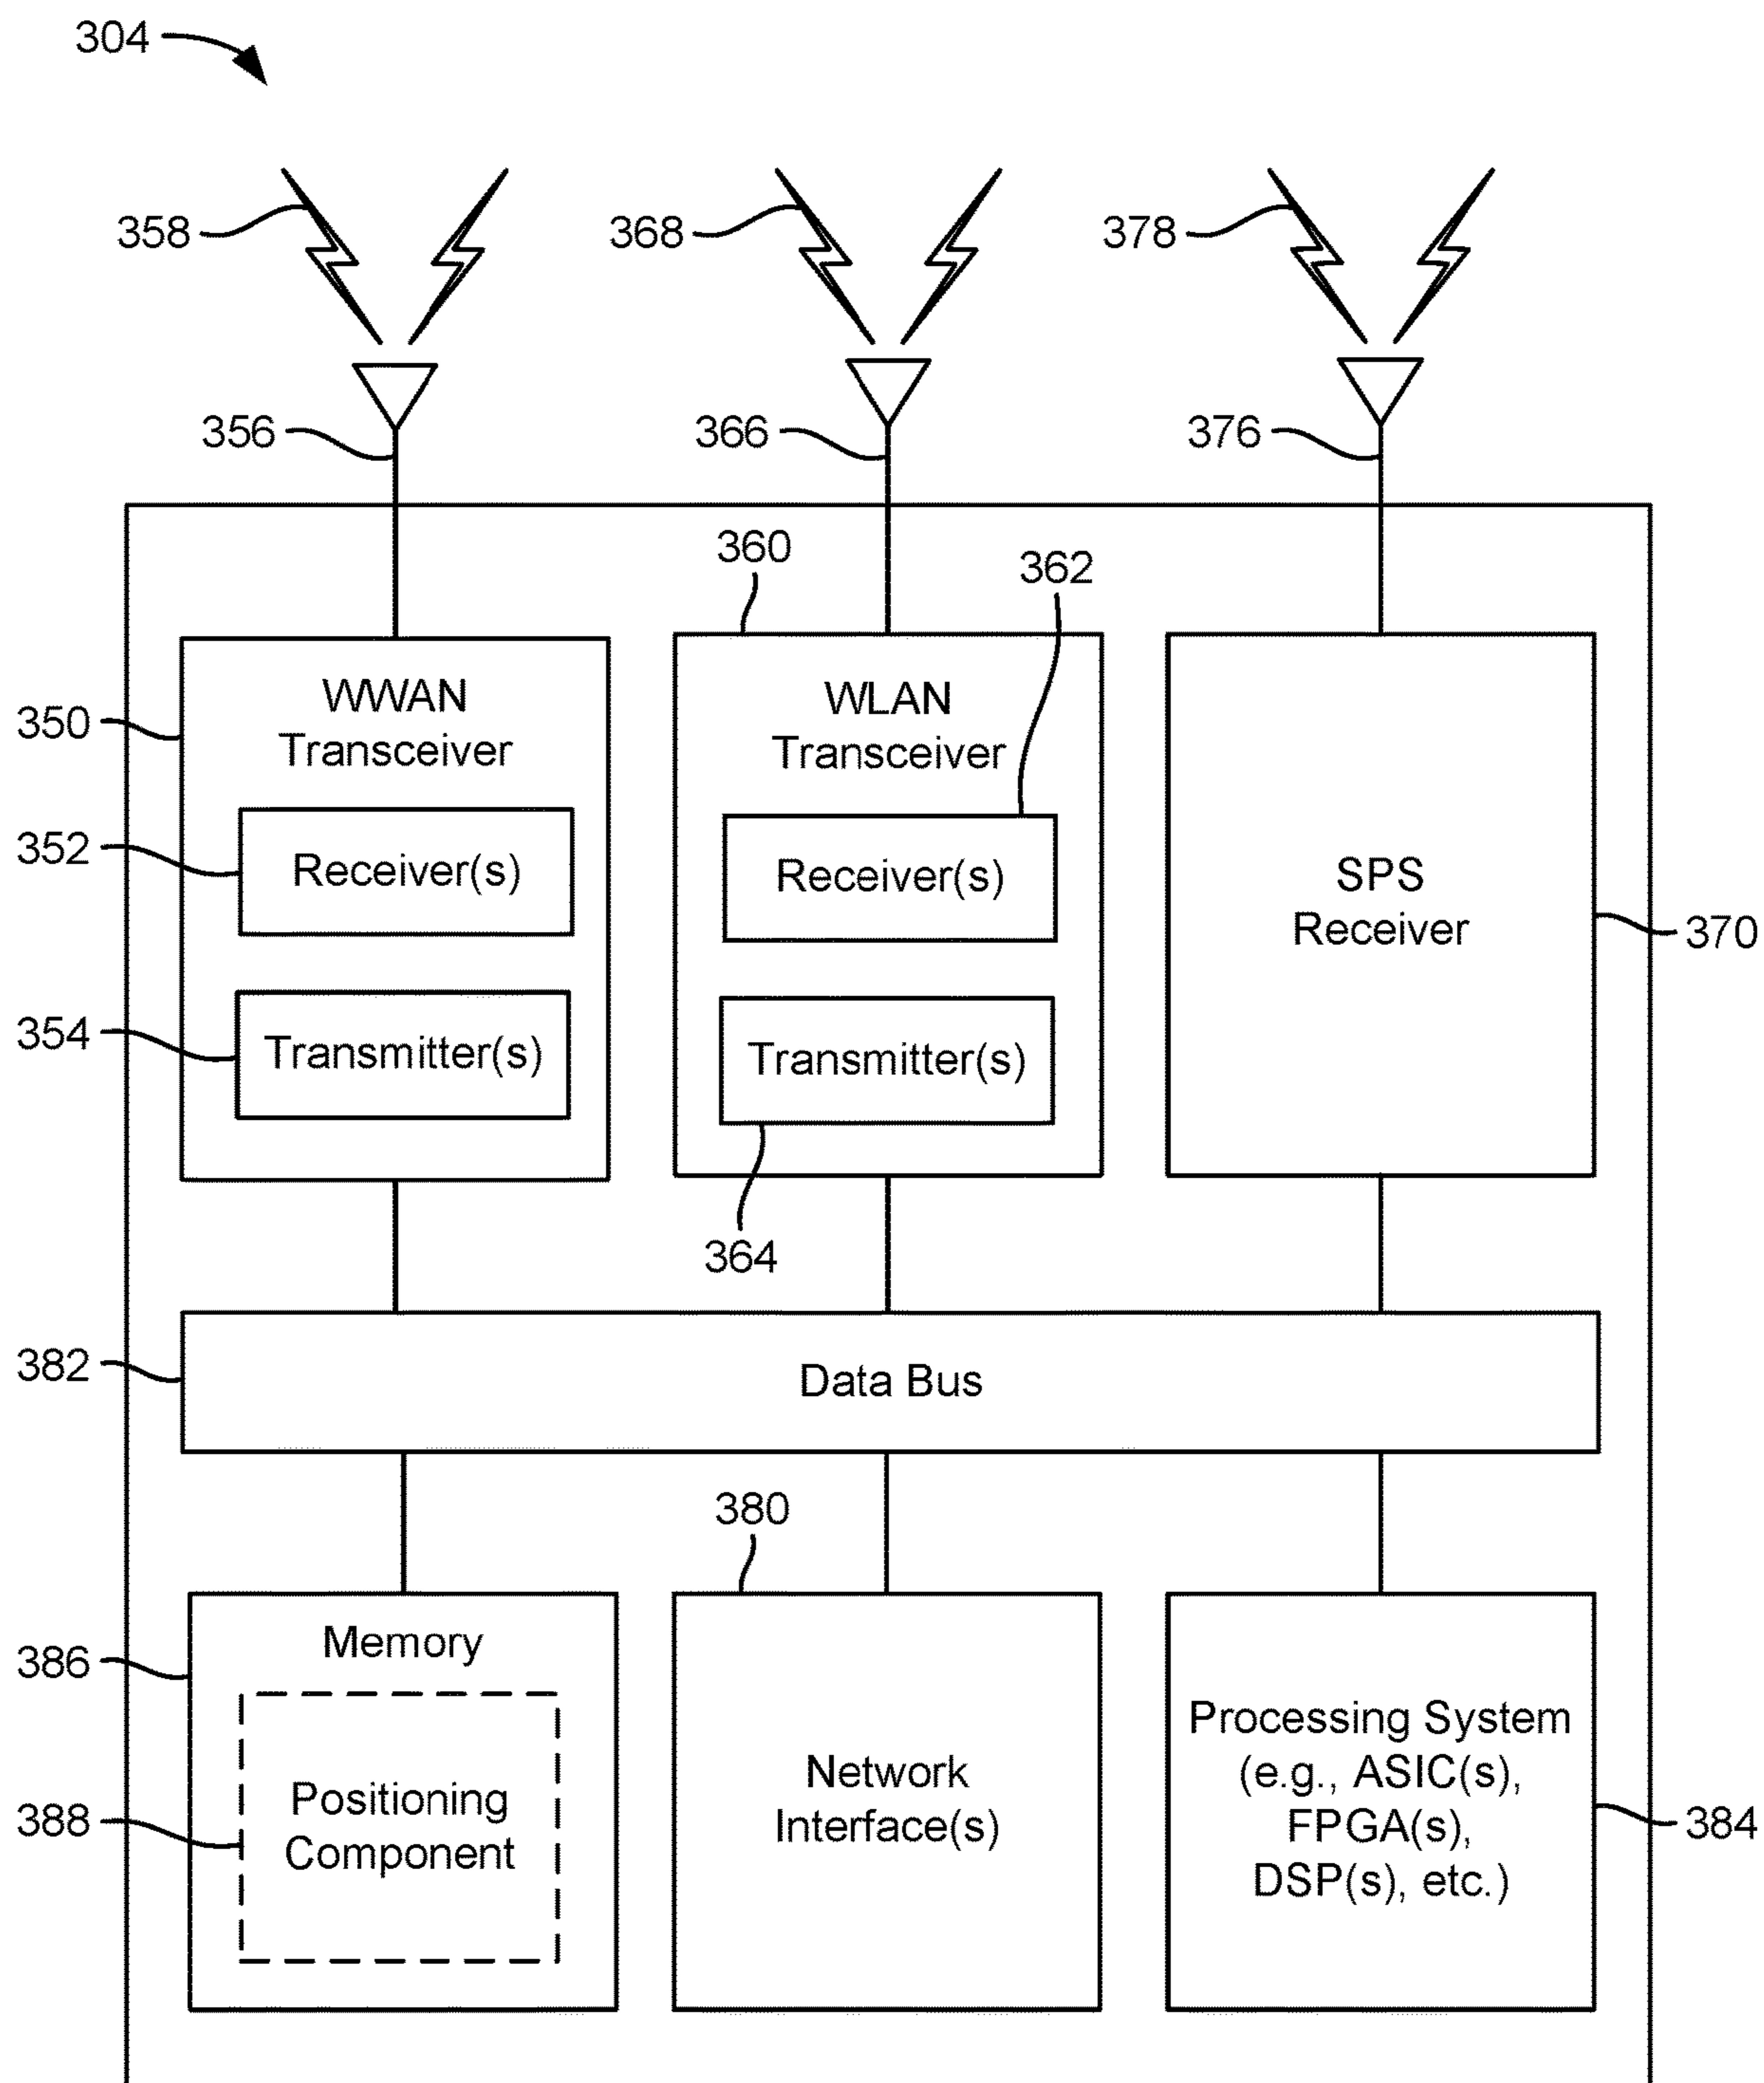 304
358
368
378
356
366
376
360
362
WWAN
Transceiver
WLAN
Transceiver
350
352
Receiver(s)
Receiver(s)
SPS
Receiver
370
354
Transmitter(s)
Transmitter(s)
364
382
Data Bus
380
386
Memory
388
Positioning
Component
Network
Interface(s)
Processing System
(e.g., ASIC(s),
FPGA(s),
DSP(s), etc.)
384